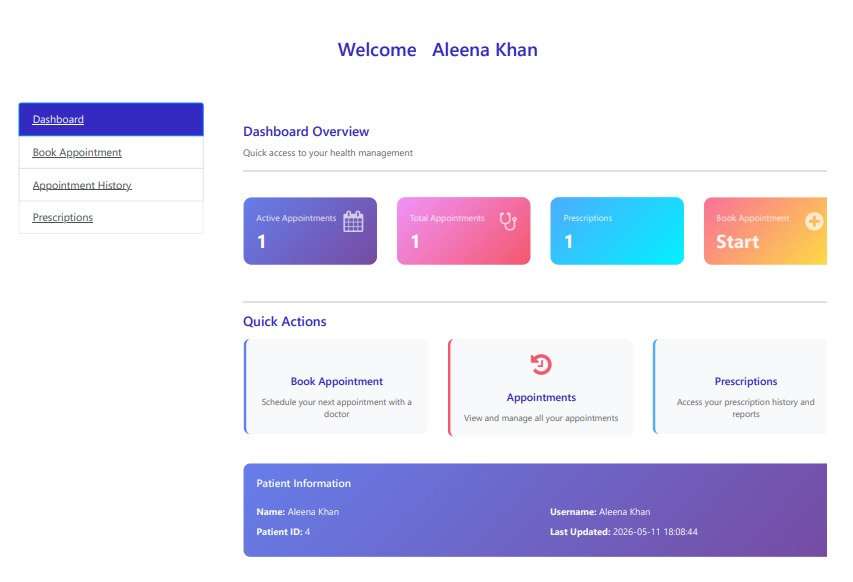 Welcome Aleena Khan
Dashboard
Book Appointment
Appointment History
Prescriptions
Dashboard Overview
Quick access to your health management
Active Appointments
1
Total Appointments
1
Prescriptions
1
Book Appointment
Start
Quick Actions
Book Appointment
Schedule your next appointment with a
doctor
Appointments
View and manage all your appointments
Prescriptions
Access your prescription history and
reports
Patient Information
Name: Aleena Khan
Username: Aleena Khan
Patient ID: 4
Last Updated: 2026-05-11 18:08:44